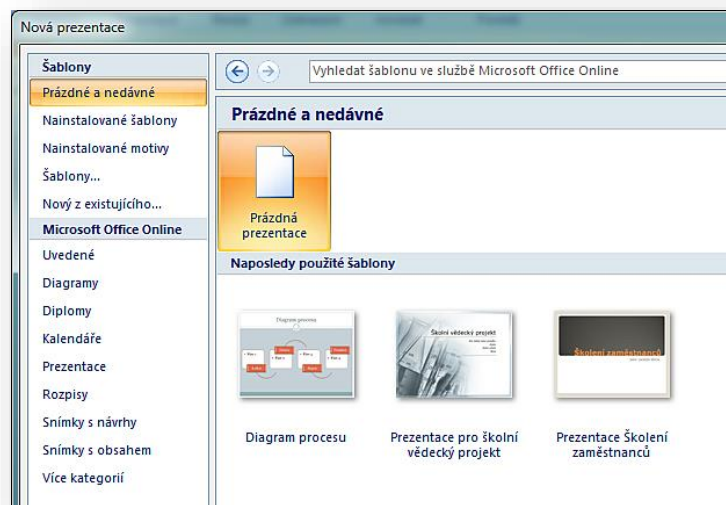 Nová prezentace
Šablony
Prázdné a nedávné
Nainstalované šablony
Nainstalované motivy
Šablony...
Nový z existujícího...
Microsoft Office Online
Uvedené
Diagramy
Diplomy
Kalendáře
Prezentace
Rozpisy
Snímky s návrhy
Snímky s obsahem
Více kategorií
Vyhledat šablonu ve službě Microsoft Office Online
Prázdné a nedávné
Prázdná
prezentace
Naposledy použité šablony
Diagram procesu
Školní vědecký projekt
Školení zaměstnanců
Diagram procesu
Prezentace pro školní
vědecký projekt
Prezentace Školení
zaměstnanců